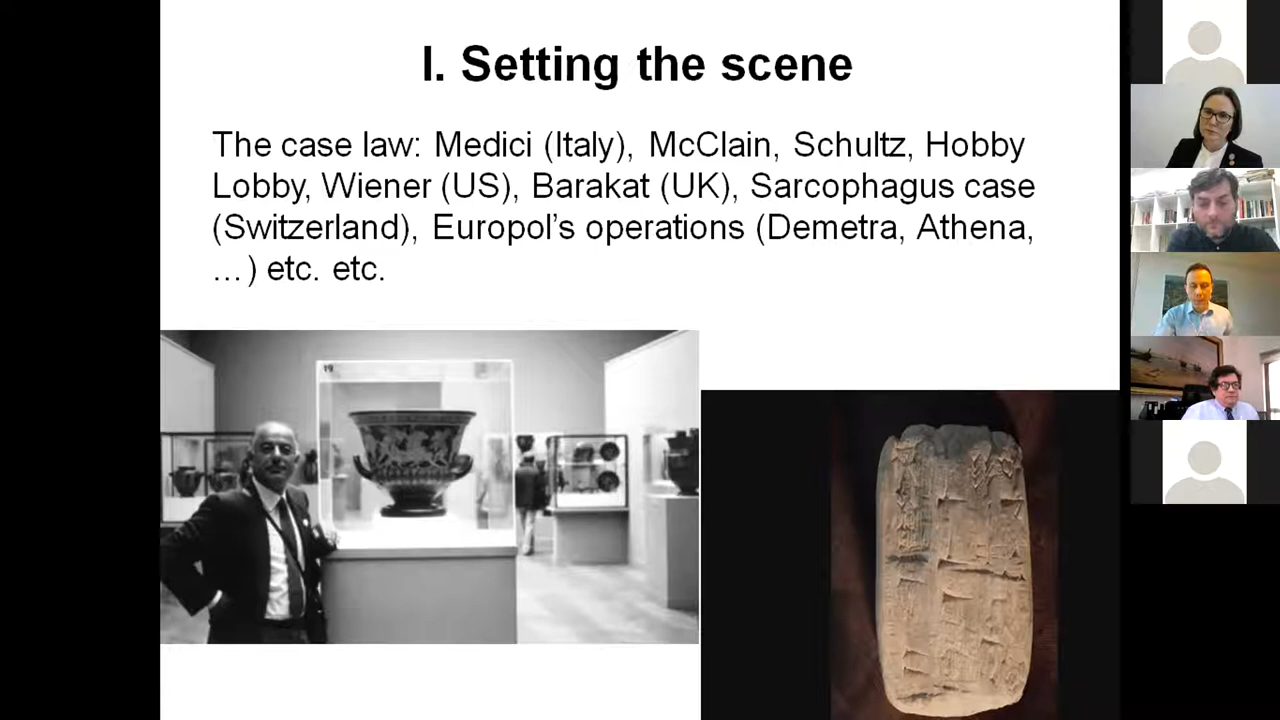 I. Setting the scene
The case law: Medici (Italy), McClain, Schultz, Hobby
Lobby, Wiener (US), Barakat (UK), Sarcophagus case
(Switzerland), Europol’s operations (Demetra, Athena,
…) etc. etc.